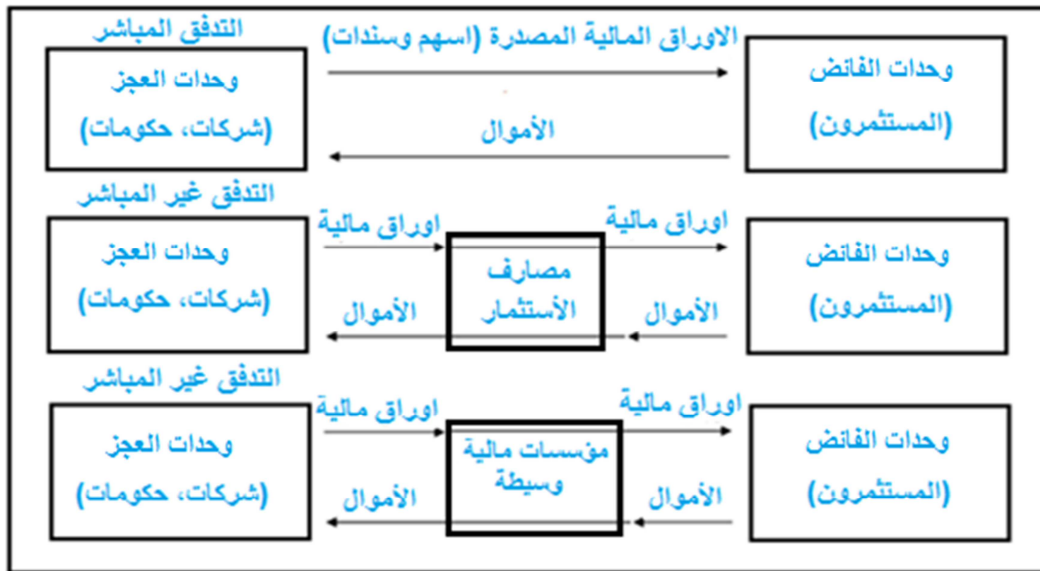 التدفق المباشر
وحدات الفائض
(المستثمرون)
الاوراق المالية المصدرة (اسهم وسندات)
الأموال
وحدات العجز
(شركات، حكومات)
التدفق غير المباشر
وحدات الفائض
(المستثمرون)
اوراق مالية
الأموال
مصارف
الأستثمار
اوراق مالية
الأموال
وحدات العجز
(شركات، حكومات)
التدفق غير المباشر
وحدات الفائض
(المستثمرون)
اوراق مالية
الأموال
مؤسسات مالية
وسيطة
اوراق مالية
الأموال
وحدات العجز
(شركات، حكومات)